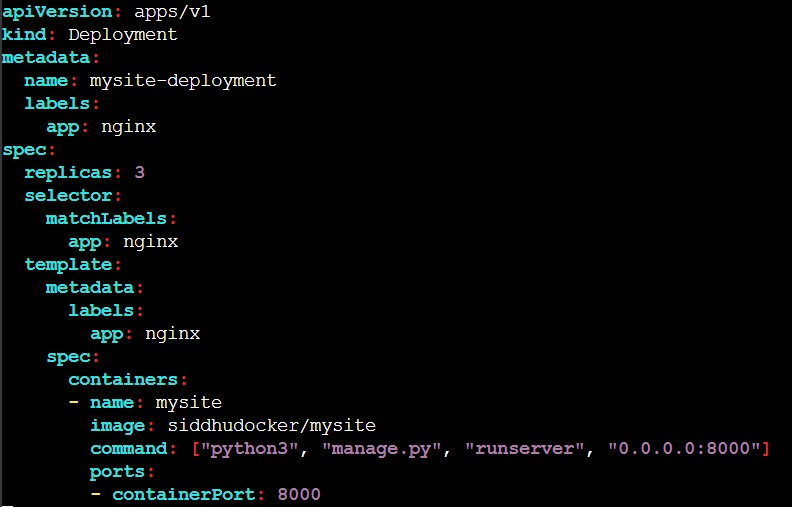 apiVersion: apps/v1
kind: Deployment
metadata:
  name: mysite-deployment
  labels:
    app: nginx
spec:
  replicas: 3
  selector:
    matchLabels:
      app: nginx
  template:
    metadata:
      labels:
        app: nginx
    spec:
      containers:
      - name: mysite
        image: siddhudocker/mysite
        command: ["python3", "manage.py", "runserver", "0.0.0.0:8000"]
        ports:
        - containerPort: 8000